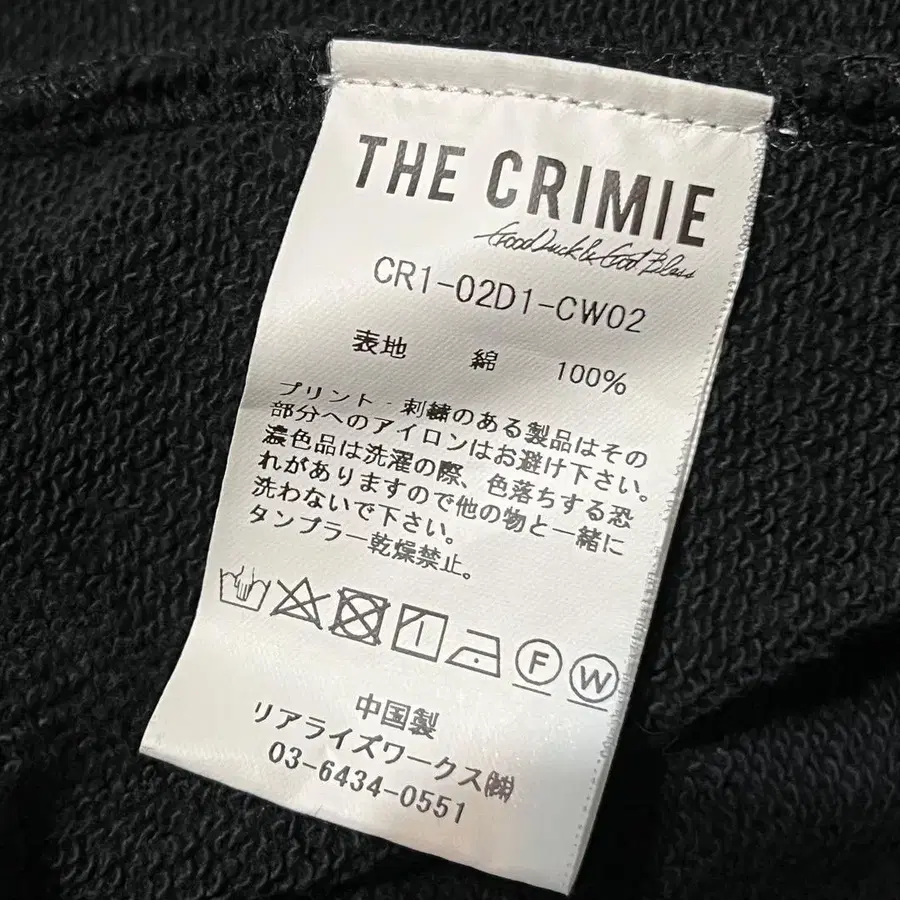 THE CRIMIE
Good Luck & God Bless
CR1-02D1-CW02
表地 綿 100%
プリント・刺繍のある製品はその
部分へのアイロンはお避け下さい。
濃色品は洗濯の際、色落ちする恐
れがありますので他の物と一緒に
洗わないで下さい。
タンブラー乾燥禁止。
F W
中国製
リアライズワークス㈱
03-6434-0551